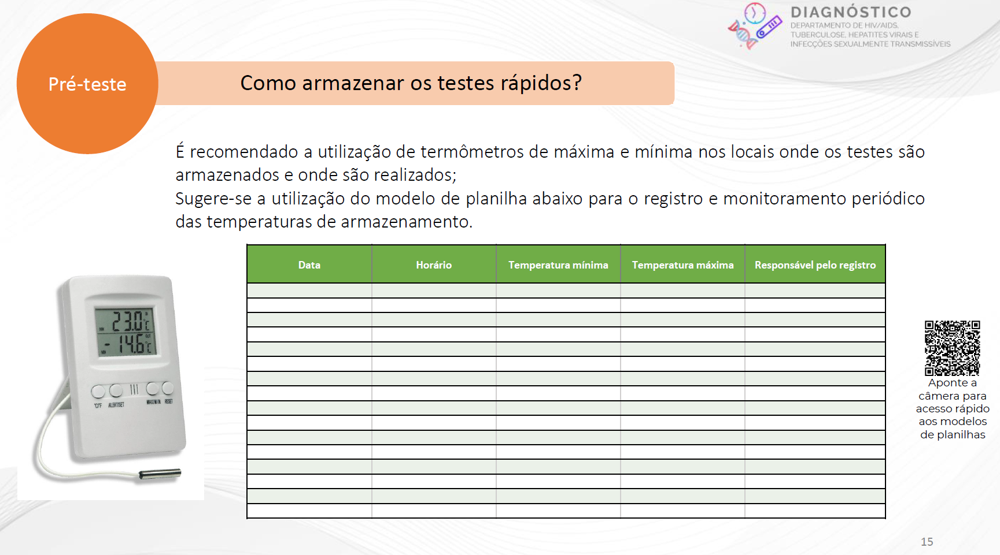 DIAGNÓSTICO
DEPARTAMENTO DE HIV/AIDS,
TUBERCULOSE, HEPATITES VIRAIS E
INFECÇÕES SEXUALMENTE TRANSMISSÍVEIS
Pré-teste
Como armazenar os testes rápidos?
É recomendado a utilização de termômetros de máxima e mínima nos locais onde os testes são
armazenados e onde são realizados;
Sugere-se a utilização do modelo de planilha abaixo para o registro e monitoramento periódico
das temperaturas de armazenamento.
Data Horário Temperatura mínima Temperatura máxima Responsável pelo registro
23.0 °C
MIN
OUT
-14.6 °C
MIN
°C/°F ALERT/SET MAX/MIN RESET
Aponte a
câmera para
acesso rápido
aos modelos
de planilhas
15